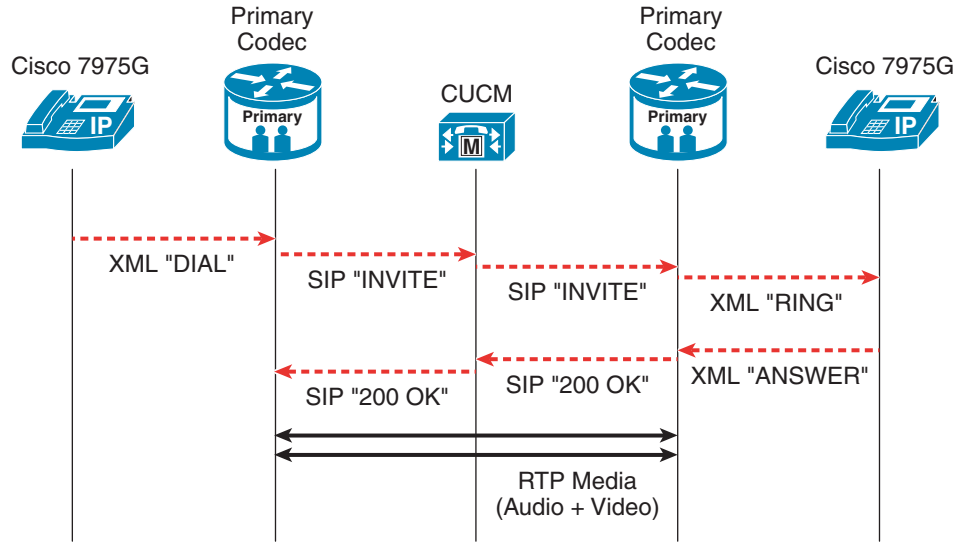 Primary
Codec
Primary
Codec
Cisco 7975G
CUCM
Cisco 7975G
IP
Primary
M
Primary
IP
XML "DIAL"
SIP "INVITE"
SIP "INVITE"
XML "RING"
SIP "200 OK"
SIP "200 OK"
XML "ANSWER"
RTP Media
(Audio + Video)